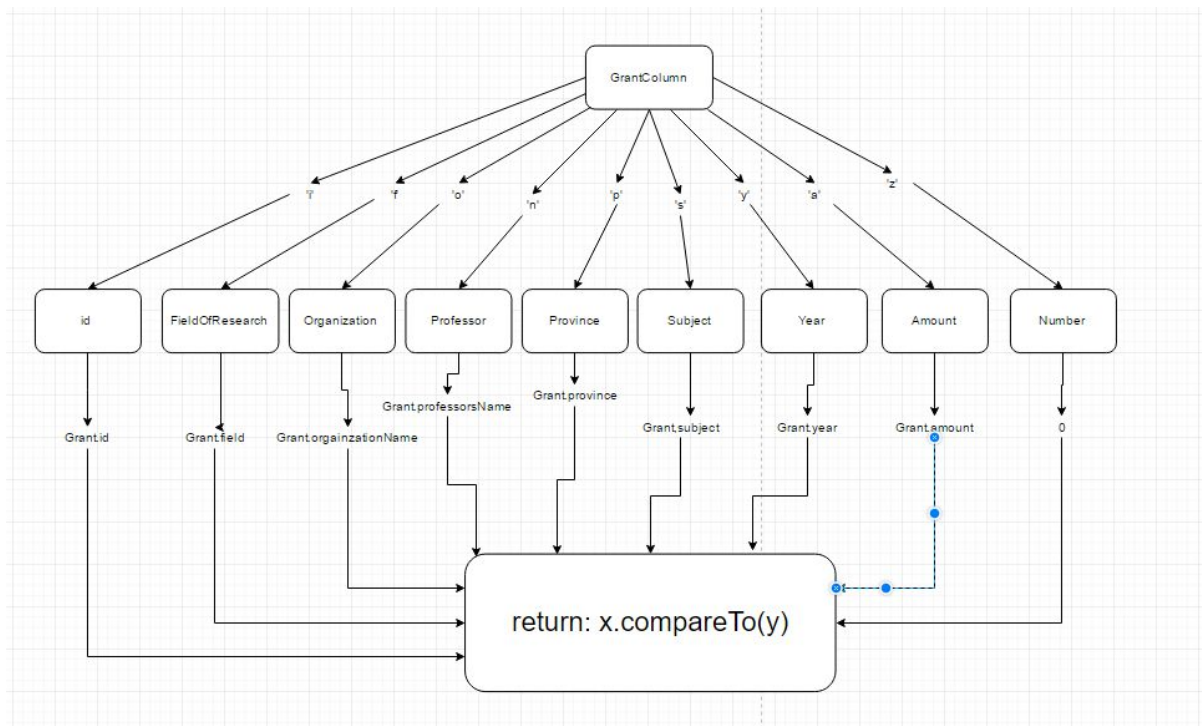 GrantColumn
'i'
'f'
'o'
'n'
'p'
's'
'y'
'a'
'z'
id
FieldOfResearch
Organization
Professor
Province
Subject
Year
Amount
Number
Grant.id
Grant.field
Grant.orgainzationName
Grant.professorsName
Grant.province
Grant.subject
Grant.year
Grant.amount
0
return: x.compareTo(y)